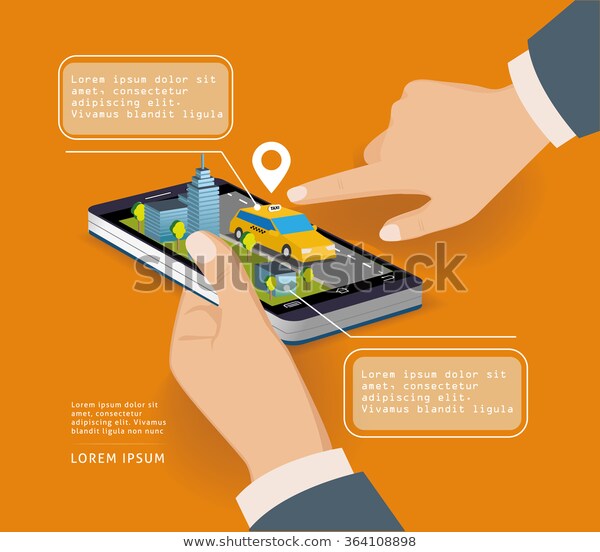 Lorem ipsum dolor sit
amet, consectetur
adipiscing elit.
Vivamus blandit ligula
TAXI
Lorem ipsum dolor sit
amet, consectetur
adipiscing elit.
Vivamus blandit ligula
Lorem ipsum dolor sit
amet, consectetur
adipiscing elit vivamus
blandit ligula non nunc
LOREM IPSUM
shutterstock
www.shutterstock.com · 364108898